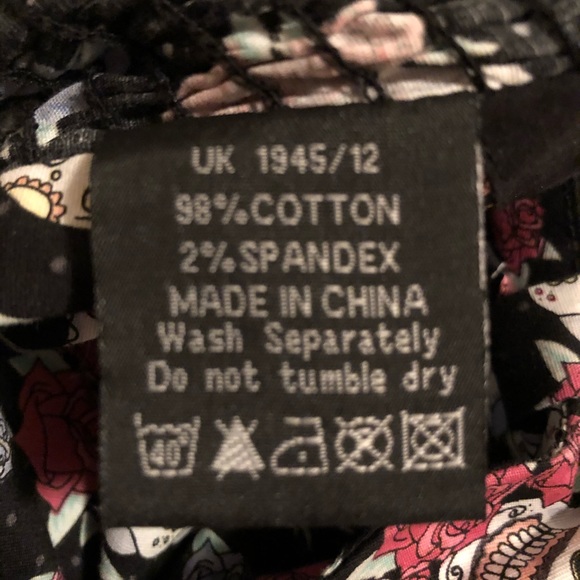 UK 1945/12
98%COTTON
2%SPANDEX
MADE IN CHINA
Wash Separately
Do not tumble dry
40°